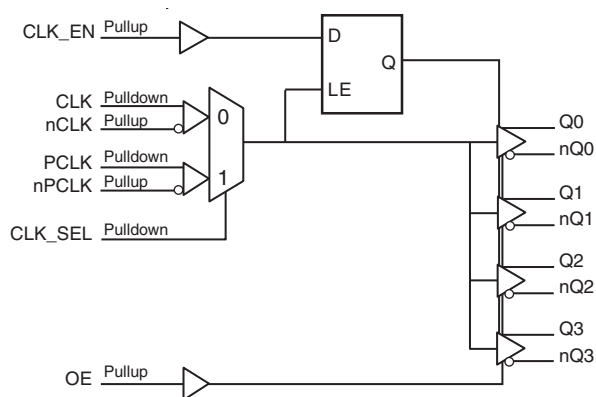 CLK_EN Pullup
D
Q
LE
CLK Pulldown
nCLK Pullup
0
PCLK Pulldown
nPCLK Pullup
1
CLK_SEL Pulldown
Q0
nQ0
Q1
nQ1
Q2
nQ2
Q3
nQ3
OE Pullup